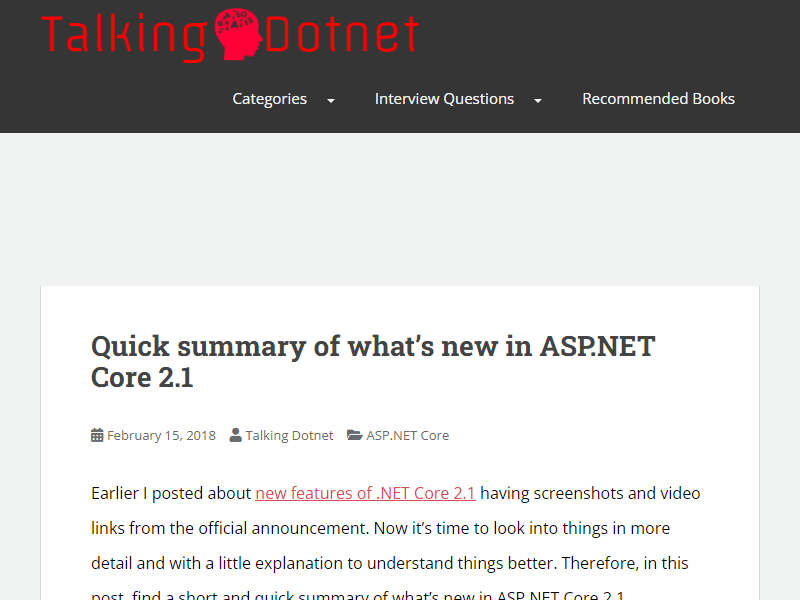 Talking Dotnet
Categories Interview Questions Recommended Books
Quick summary of what’s new in ASP.NET
Core 2.1
February 15, 2018 Talking Dotnet ASP.NET Core
Earlier I posted about new features of .NET Core 2.1 having screenshots and video
links from the official announcement. Now it’s time to look into things in more
detail and with a little explanation to understand things better. Therefore, in this
post, find a short and quick summary of what’s new in ASP.NET Core 2.1.